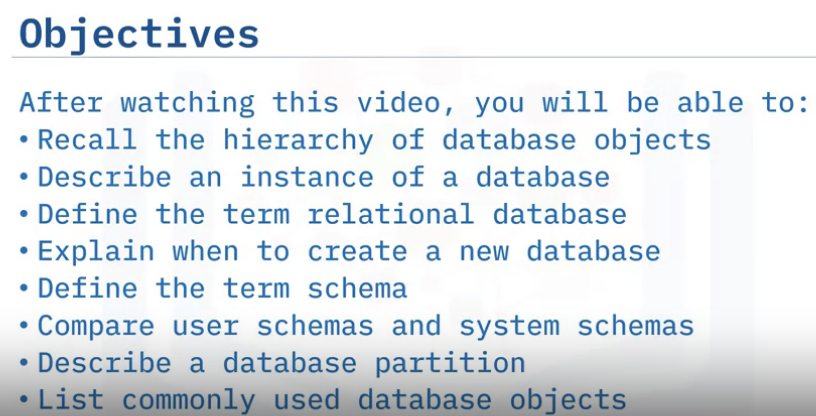 Objectives
After watching this video, you will be able to:
• Recall the hierarchy of database objects
• Describe an instance of a database
• Define the term relational database
• Explain when to create a new database
• Define the term schema
• Compare user schemas and system schemas
• Describe a database partition
• List commonly used database objects